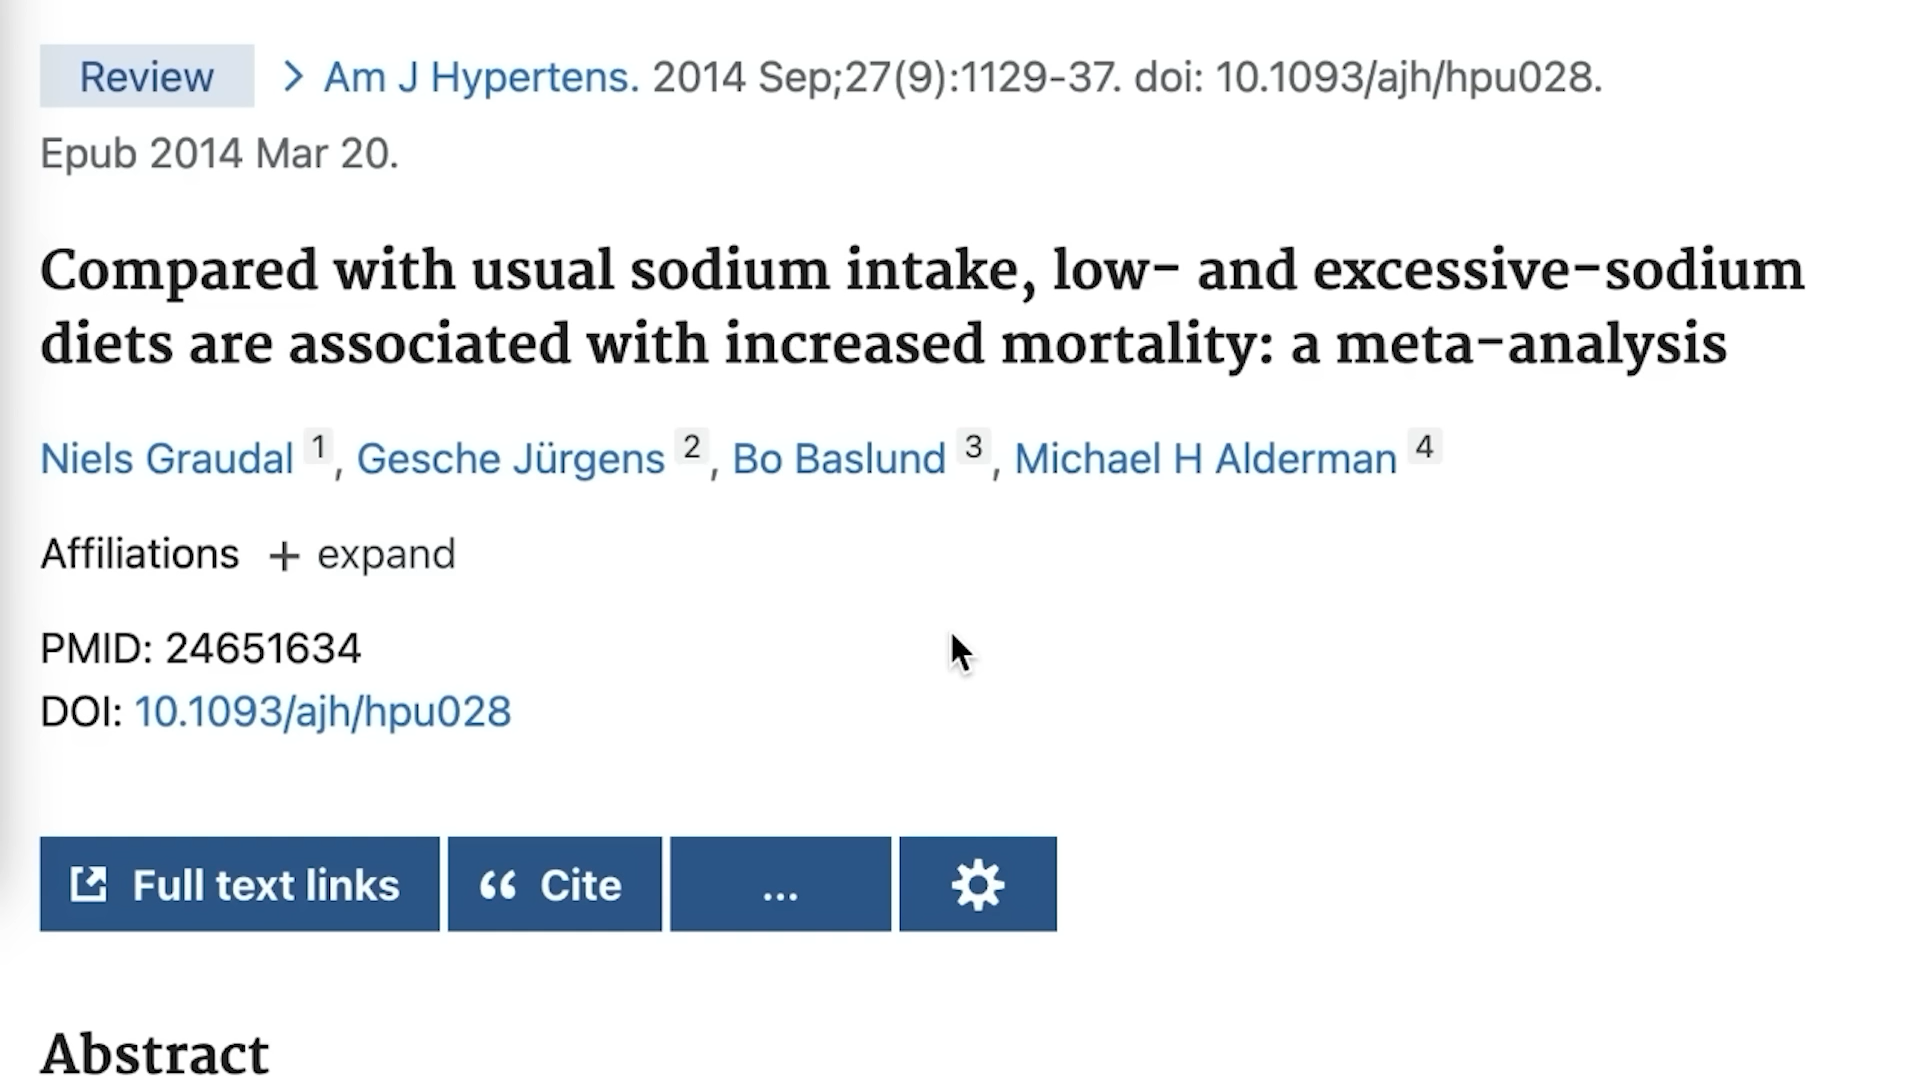 Review > Am J Hypertens. 2014 Sep;27(9):1129-37. doi: 10.1093/ajh/hpu028.
Epub 2014 Mar 20.
Compared with usual sodium intake, low- and excessive-sodium
diets are associated with increased mortality: a meta-analysis
Niels Graudal 1, Gesche Jürgens 2, Bo Baslund 3, Michael H Alderman 4
Affiliations + expand
PMID: 24651634
DOI: 10.1093/ajh/hpu028
Full text links “ Cite ...
Abstract